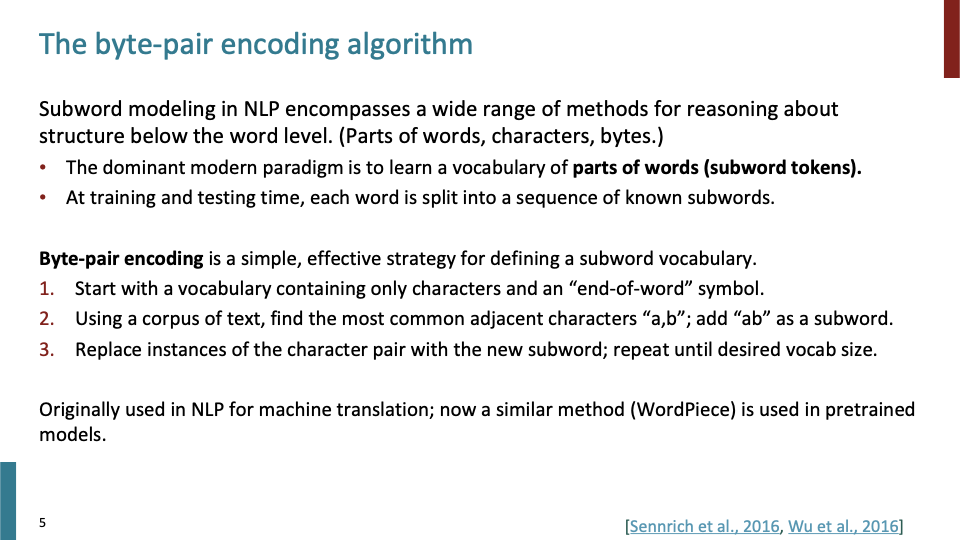 The byte-pair encoding algorithm
Subword modeling in NLP encompasses a wide range of methods for reasoning about
structure below the word level. (Parts of words, characters, bytes.)
• The dominant modern paradigm is to learn a vocabulary of parts of words (subword tokens).
• At training and testing time, each word is split into a sequence of known subwords.
Byte-pair encoding is a simple, effective strategy for defining a subword vocabulary.
1. Start with a vocabulary containing only characters and an “end-of-word” symbol.
2. Using a corpus of text, find the most common adjacent characters “a,b”; add “ab” as a subword.
3. Replace instances of the character pair with the new subword; repeat until desired vocab size.
Originally used in NLP for machine translation; now a similar method (WordPiece) is used in pretrained
models.
5
[Sennrich et al., 2016, Wu et al., 2016]